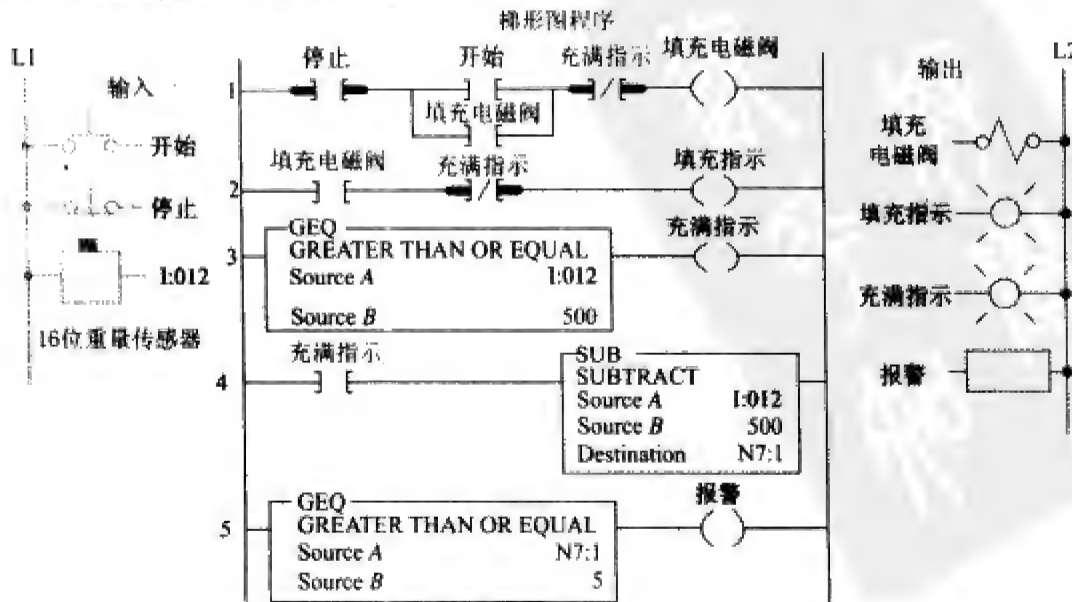 梯形图程序
L1
输入
开始
停止
I:012
16位重量传感器
1
停止
开始
充满指示
填充电磁阀
填充电磁阀
2
填充电磁阀
充满指示
填充指示
3
GEQ
GREATER THAN OR EQUAL
Source A I:012
Source B 500
充满指示
4
充满指示
SUB
SUBTRACT
Source A I:012
Source B 500
Destination N7:1
5
GEQ
GREATER THAN OR EQUAL
Source A N7:1
Source B 5
报警
L2
输出
填充
电磁阀
填充指示
充满指示
报警